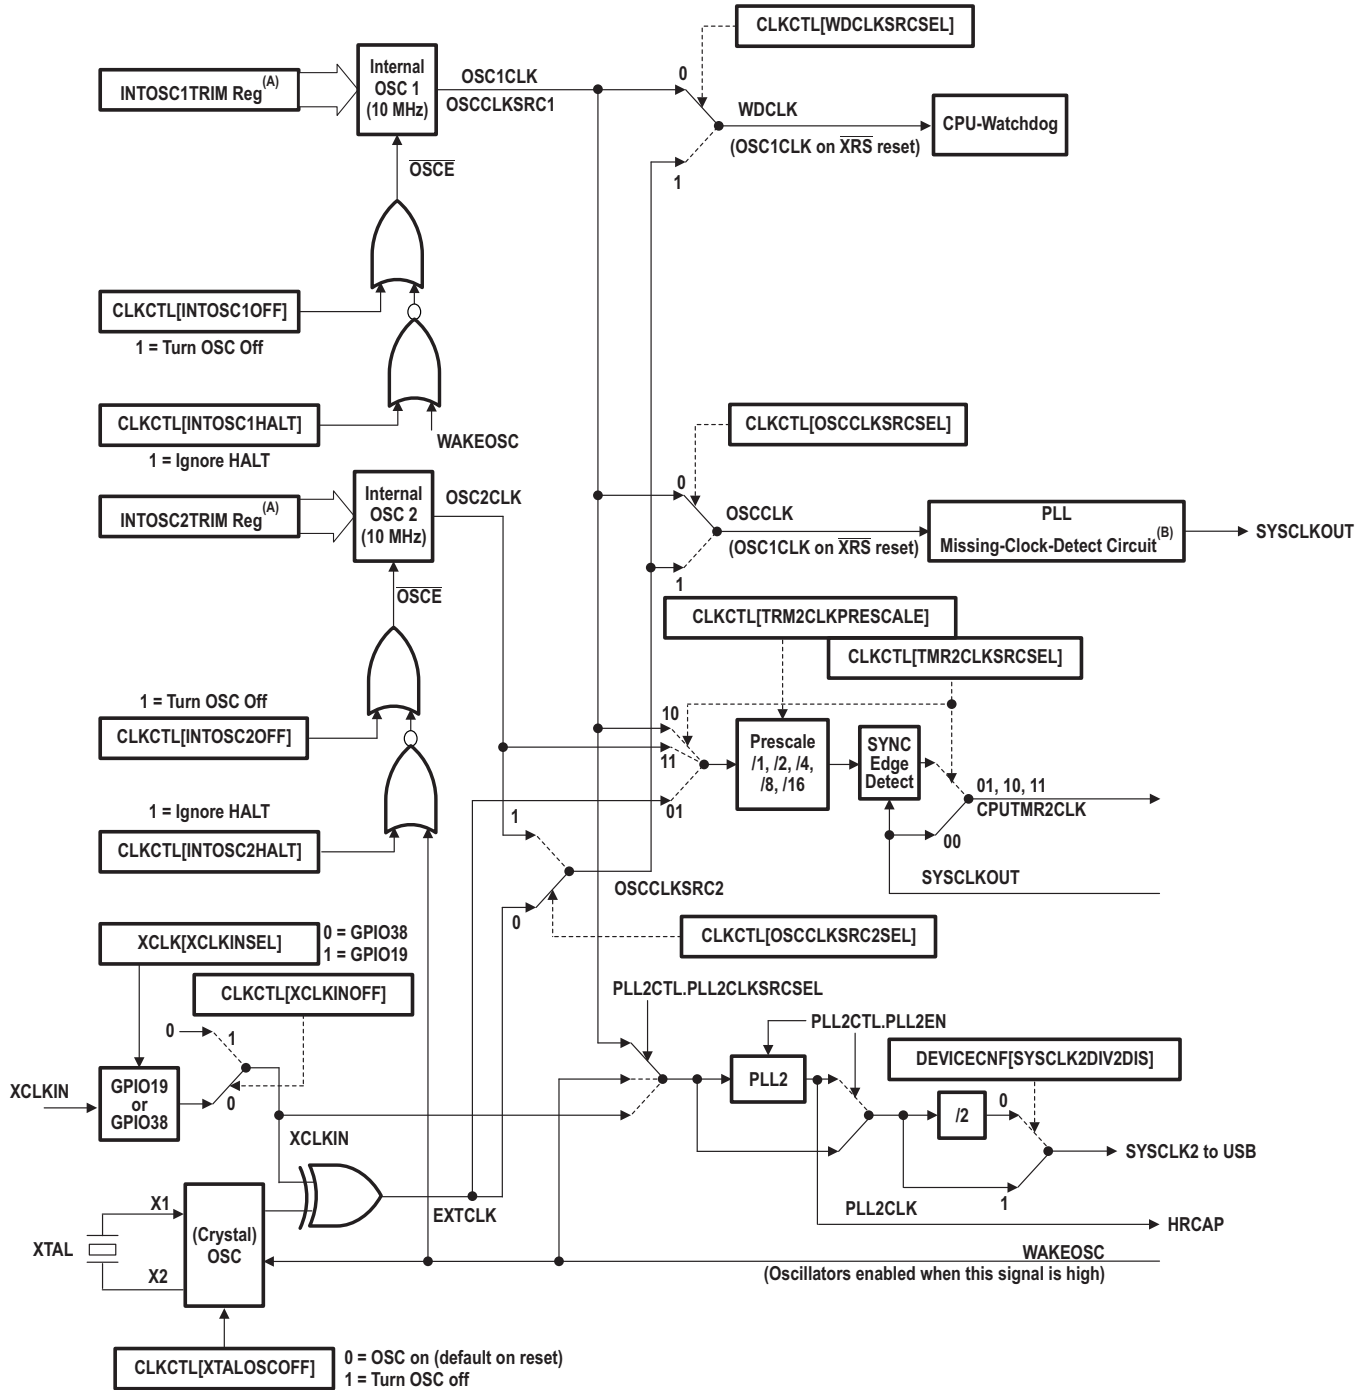 CLKCTL[WDCLKSRCSEL]
Internal
OSC 1
(10 MHz)
INTOSC1TRIM Reg(A)
OSC1CLK
OSCCLKSRC1
0
WDCLK
(OSC1CLK on XRS reset)
CPU-Watchdog
1
OSCE
CLKCTL[INTOSC1OFF]
1 = Turn OSC Off
CLKCTL[INTOSC1HALT]
1 = Ignore HALT
WAKEOSC
CLKCTL[OSCCLKSRCSEL]
INTOSC2TRIM Reg(A)
Internal
OSC 2
(10 MHz)
OSC2CLK
0
OSCCLK
(OSC1CLK on XRS reset)
1
PLL
Missing-Clock-Detect Circuit(B)
SYSCLKOUT
OSCE
CLKCTL[TRM2CLKPRESCALE]
CLKCTL[TMR2CLKSRCSEL]
1 = Turn OSC Off
CLKCTL[INTOSC2OFF]
10
11
01
Prescale
/1, /2, /4,
/8, /16
SYNC
Edge
Detect
01, 10, 11
CPUTMR2CLK
00
SYSCLKOUT
1 = Ignore HALT
CLKCTL[INTOSC2HALT]
1
0
OSCCLKSRC2
CLKCTL[OSCCLKSRC2SEL]
XCLK[XCLKINSEL]
0 = GPIO38
1 = GPIO19
CLKCTL[XCLKINOFF]
0
1
0
XCLKIN
GPIO19
or
GPIO38
XCLKIN
PLL2CTL.PLL2CLKSRCSEL
PLL2CTL.PLL2EN
DEVICECNF[SYSCLK2DIV2DIS]
PLL2
/2
0
1
SYSCLK2 to USB
PLL2CLK
HRCAP
EXTCLK
XTAL
X1
X2
(Crystal)
OSC
WAKEOSC
(Oscillators enabled when this signal is high)
CLKCTL[XTALOSCOFF]
0 = OSC on (default on reset)
1 = Turn OSC off